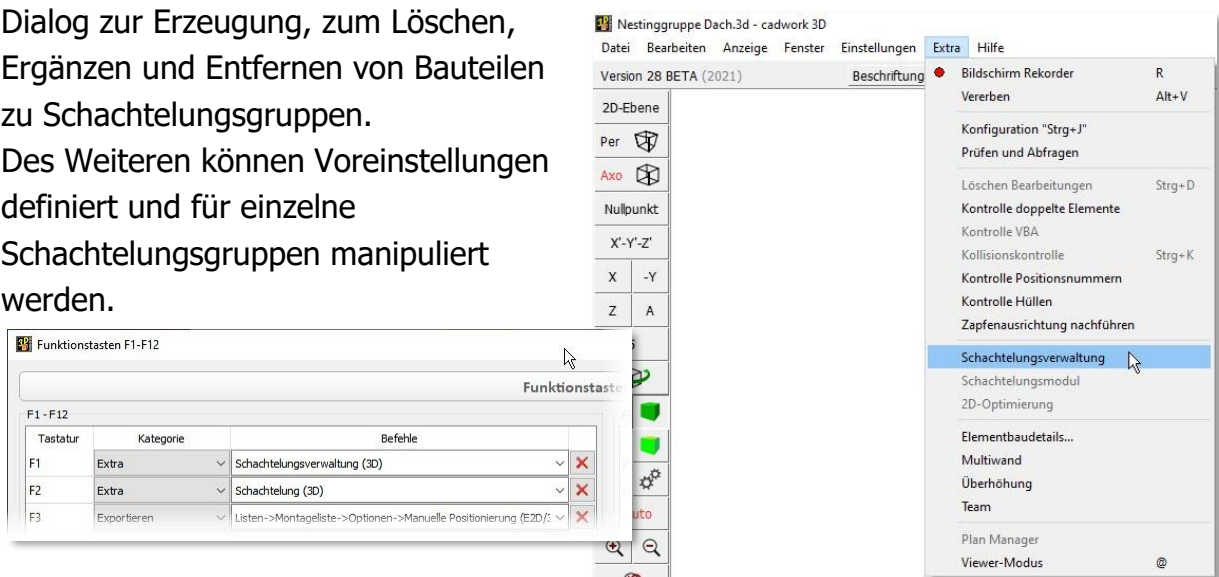 Dialog zur Erzeugung, zum Löschen,
Ergänzen und Entfernen von Bauteilen
zu Schachtelungsgruppen.
Des Weiteren können Voreinstellungen
definiert und für einzelne
Schachtelungsgruppen manipuliert
werden.
Funktionstasten F1-F12
Funktionstaste
F1 - F12
Tastatur Kategorie Befehle
F1 Extra Schachtelungsverwaltung (3D)
F2 Extra Schachtelung (3D)
F3 Exportieren Listen->Montageliste->Optionen->Manuelle Positionierung (E2D/
Nestinggruppe Dach.3d - cadwork 3D
Datei Bearbeiten Anzeige Fenster Einstellungen Extra Hilfe
Version 28 BETA (2021) Beschriftung
2D-Ebene
Per
Axo
Nullpunkt
X'-Y'-Z'
X -Y
Z A
uto
Bildschirm Rekorder R
Vererben Alt+V
Konfiguration "Strg+J"
Prüfen und Abfragen
Löschen Bearbeitungen Strg+D
Kontrolle doppelte Elemente
Kontrolle VBA
Kollisionskontrolle Strg+K
Kontrolle Positionsnummern
Kontrolle Hüllen
Zapfenausrichtung nachführen
Schachtelungsverwaltung
Schachtelungsmodul
2D-Optimierung
Elementbaudetails...
Multiwand
Überhöhung
Team
Plan Manager
Viewer-Modus @